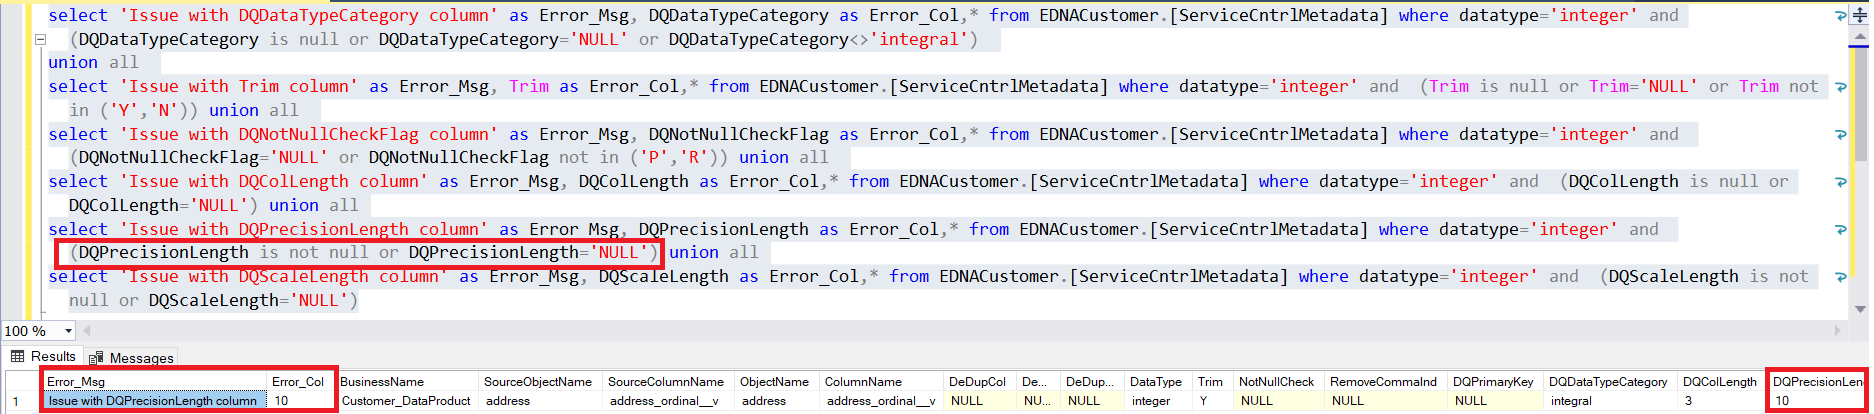 select 'Issue with DQDataTypeCategory column' as Error_Msg, DQDataTypeCategory as Error_Col,* from EDNACustomer.[ServiceCntrlMetadata] where datatype='integer' and
(DQDataTypeCategory is null or DQDataTypeCategory='NULL' or DQDataTypeCategory<>'integral')
union all
select 'Issue with Trim column' as Error_Msg, Trim as Error_Col,* from EDNACustomer.[ServiceCntrlMetadata] where datatype='integer' and  (Trim is null or Trim='NULL' or Trim not
in ('Y','N')) union all
select 'Issue with DQNotNullCheckFlag column' as Error_Msg, DQNotNullCheckFlag as Error_Col,* from EDNACustomer.[ServiceCntrlMetadata] where datatype='integer' and
(DQNotNullCheckFlag='NULL' or DQNotNullCheckFlag not in ('P','R')) union all
select 'Issue with DQColLength column' as Error_Msg, DQColLength as Error_Col,* from EDNACustomer.[ServiceCntrlMetadata] where datatype='integer' and  (DQColLength is null or
DQColLength='NULL') union all
select 'Issue with DQPrecisionLength column' as Error_Msg, DQPrecisionLength as Error_Col,* from EDNACustomer.[ServiceCntrlMetadata] where datatype='integer' and
(DQPrecisionLength is not null or DQPrecisionLength='NULL') union all
select 'Issue with DQScaleLength column' as Error_Msg, DQScaleLength as Error_Col,* from EDNACustomer.[ServiceCntrlMetadata] where datatype='integer' and  (DQScaleLength is not
null or DQScaleLength='NULL')
100 %
Results Messages
Error_Msg Error_Col BusinessName SourceObjectName SourceColumnName ObjectName ColumnName DeDupCol De... DeDup... DataType Trim NotNullCheck RemoveCommaInd DQPrimaryKey DQDataTypeCategory DQColLength DQPrecisionLen
1 Issue with DQPrecisionLength column 10 Customer_DataProduct address address_ordinal__v address address_ordinal__v NULL NU... NULL integer Y NULL NULL NULL integral 3 10